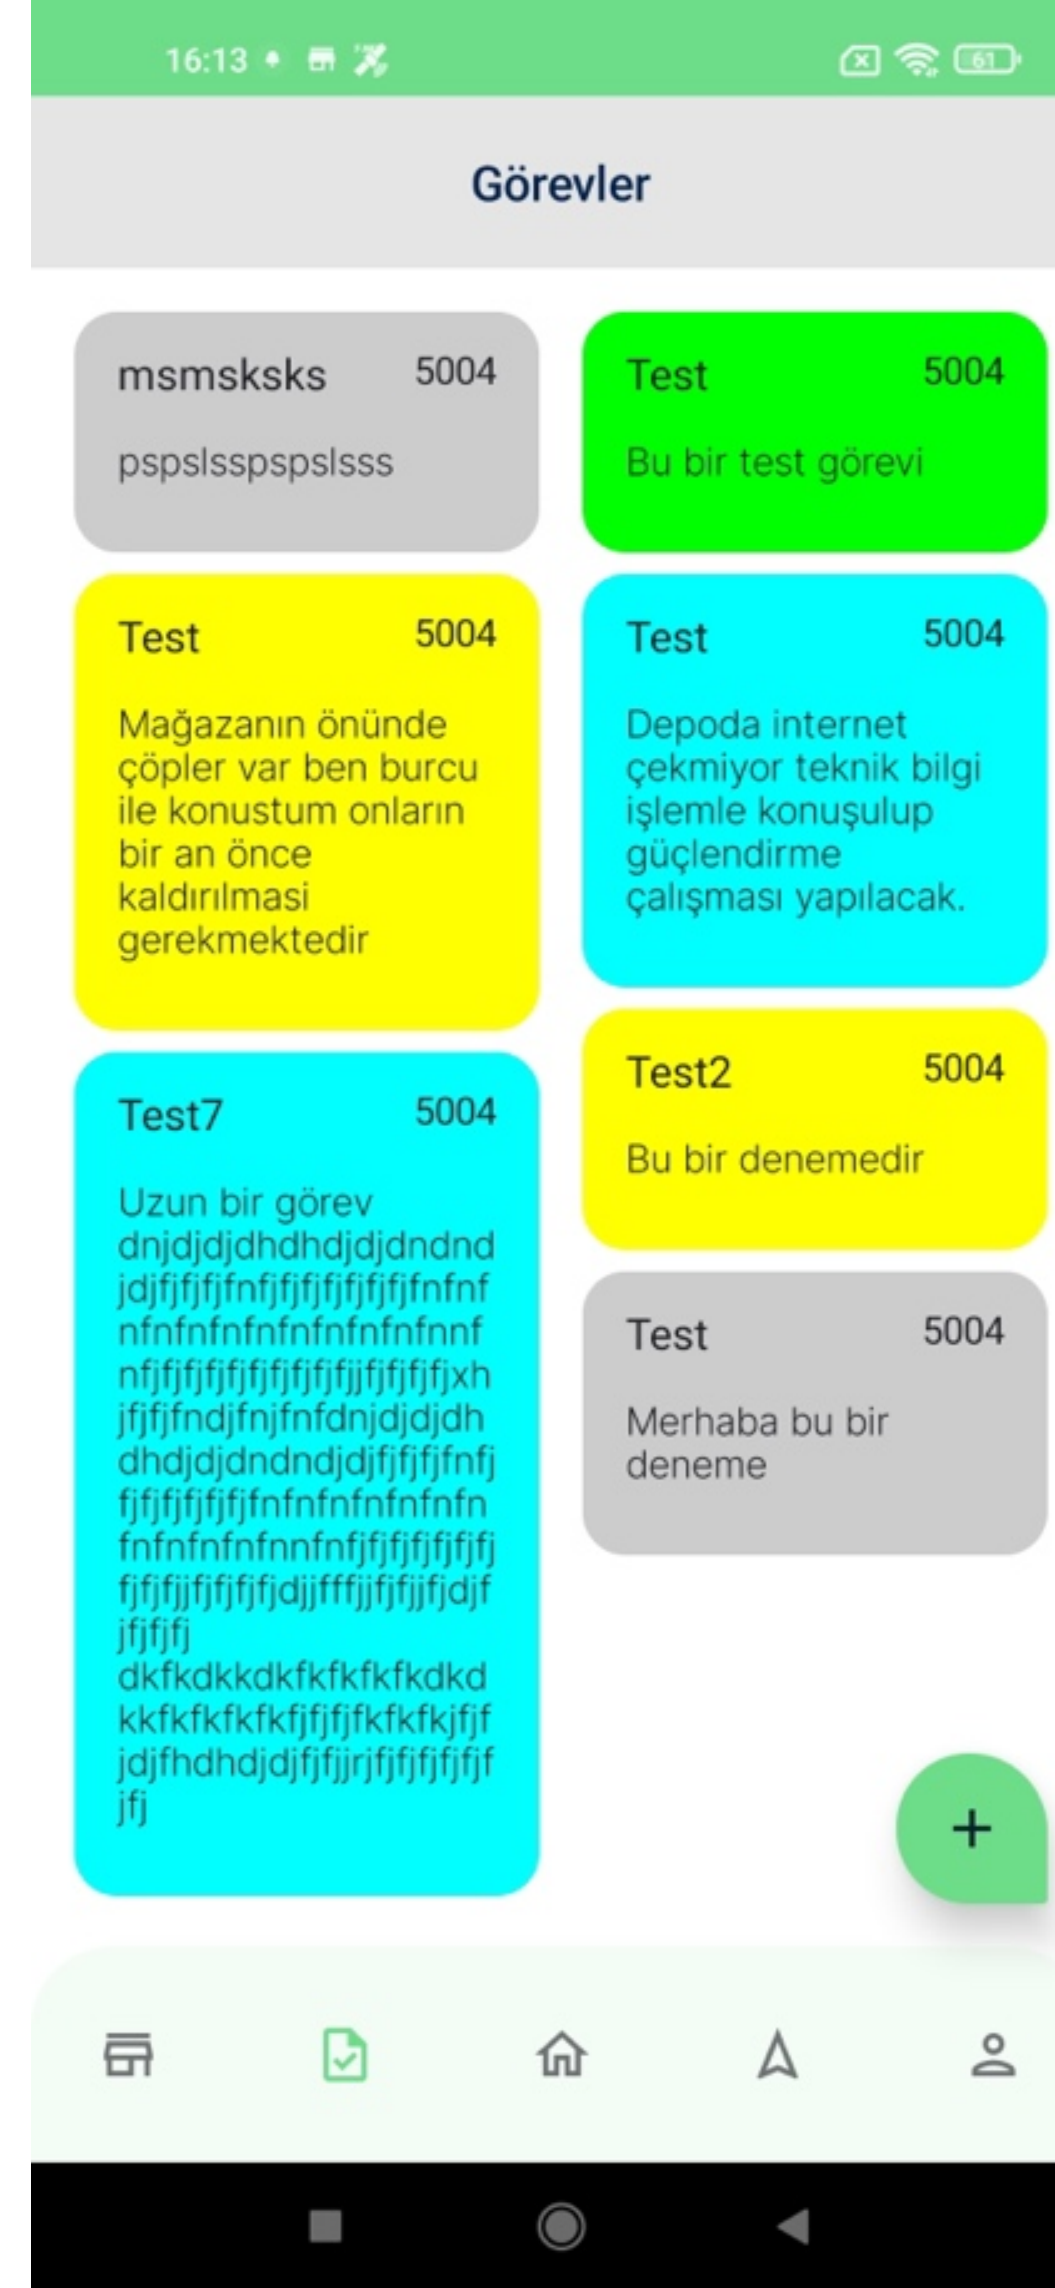 16:13
61
Görevler
msmsksks 5004
pspslsspspslsss
Test 5004
Bu bir test görevi
Test 5004
Mağazanın önünde
çöpler var ben burcu
ile konustum onların
bir an önce
kaldırılmasi
gerekmektedir
Test 5004
Depoda internet
çekmiyor teknik bilgi
işlemle konuşulup
güçlendirme
çalışması yapılacak.
Test7 5004
Uzun bir görev
dnjdjdjdhdhdjdjdndnd
jdjfjfjfjfnfjfjfjfjfjfjfjfnfnf
nfnfnfnfnfnfnfnfnfnnf
nfjfjfjfjfjfjfjfjfjfjjfjfjfjfjxh
jfjfjfndjfnjfnfdnjdjdjdh
dhdjdjdndndjdjfjfjfjfnfj
fjfjfjfjfjfjfnfnfnfnfnfnfn
fnfnfnfnfnnfnfjfjfjfjfjfjfj
fjfjfjjfjfjfjfjdjjfffjjfjfjjfjdjf
jfjfjfj
dkfkdkkdkfkfkfkfkdkd
kkfkfkfkfkfjfjfjfkfkfkjfjf
jdjfhdhdjdjfjfjjrjfjfjfjfjfjf
jfj
Test2 5004
Bu bir denemedir
Test 5004
Merhaba bu bir
deneme
+